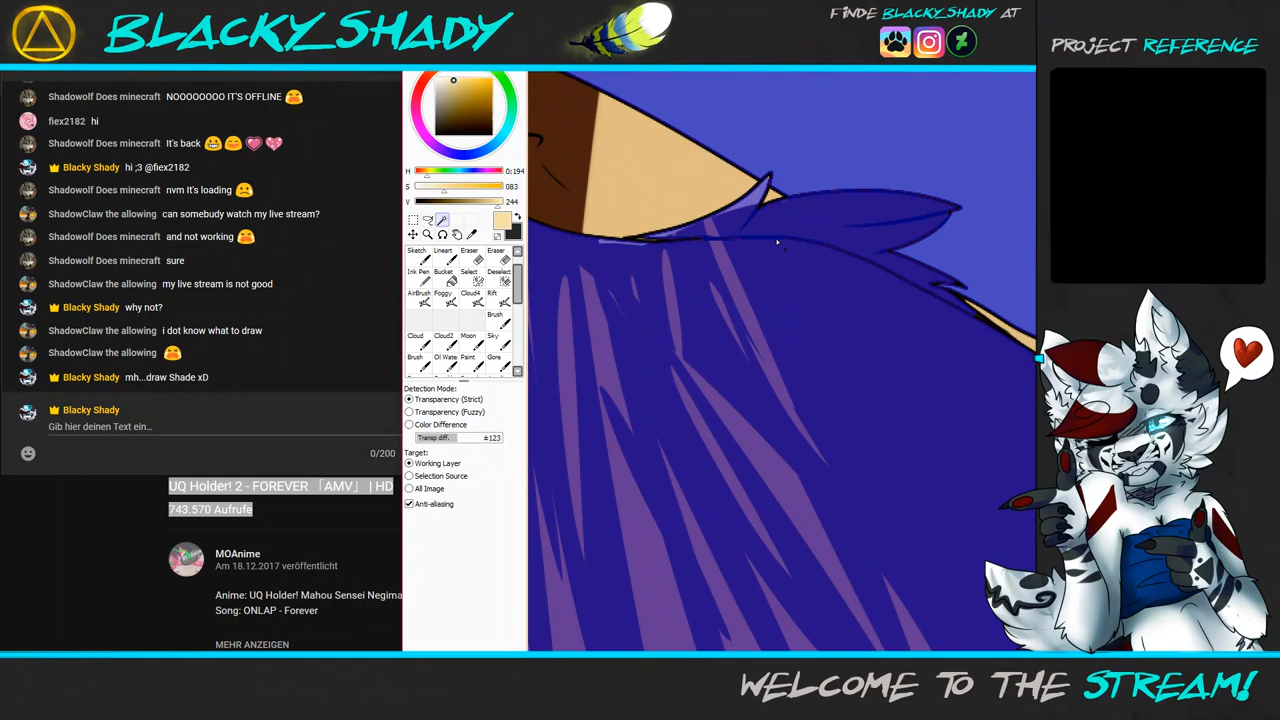 BLACKY_SHADY
FINDE BLACKY_SHADY AT
PROJECT REFERENCE
Shadowolf Does minecraft NOOOOOOOO IT'S OFFLINE
fiex2182 hi
Shadowolf Does minecraft It's back
Blacky Shady hi ;3 @fiex2182
Shadowolf Does minecraft nvm It's loading
ShadowClaw the allowing can somebody watch my live stream?
Shadowolf Does minecraft and not working
Shadowolf Does minecraft sure
ShadowClaw the allowing my live stream is not good
Blacky Shady why not?
ShadowClaw the allowing i dot know what to draw
ShadowClaw the allowing
Blacky Shady mh...draw Shade xD
Blacky Shady
Gib hier deinen Text ein...
0/200
UQ Holder! 2 - FOREVER 「AMV」 | HD
743.570 Aufrufe
MOAnime
Am 18.12.2017 veröffentlicht
Anime: UQ Holder! Mahou Sensei Negima
Song: ONLAP - Forever
MEHR ANZEIGEN
H 0:194
S 083
V 244
Sketch Lineart Eraser Eraser
Ink Pen Bucket Select Deselect
AirBrush Foggy Cloud4 Rift
Brush
Cloud Cloud2 Moon Sky
Brush Oil Wate Paint Gore
Detection Mode:
Transparency (Strict)
Transparency (Fuzzy)
Color Difference
Transp diff. ±123
Target:
Working Layer
Selection Source
All Image
Anti-aliasing
WELCOME TO THE STREAM!